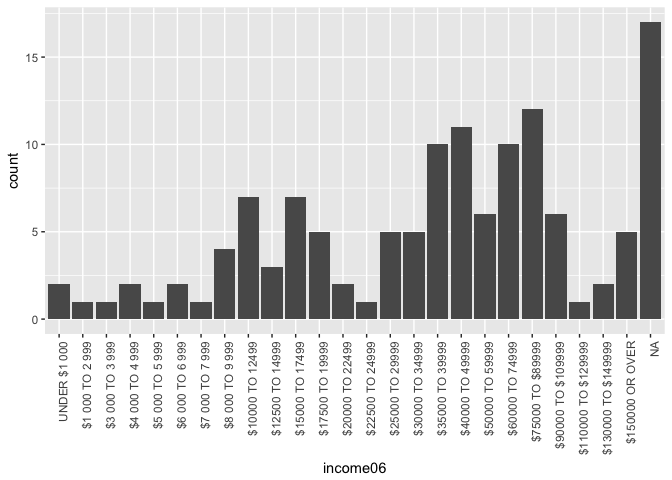 15
10
5
0
count
UNDER $1 000
$1 000 TO 2 999
$3 000 TO 3 999
$4 000 TO 4 999
$5 000 TO 5 999
$6 000 TO 6 999
$7 000 TO 7 999
$8 000 TO 9 999
$10000 TO 12499
$12500 TO 14999
$15000 TO 17499
$17500 TO 19999
$20000 TO 22499
$22500 TO 24999
$25000 TO 29999
$30000 TO 34999
$35000 TO 39999
$40000 TO 49999
$50000 TO 59999
$60000 TO 74999
$75000 TO $89999
$90000 TO $109999
$110000 TO $129999
$130000 TO $149999
$150000 OR OVER
NA
income06